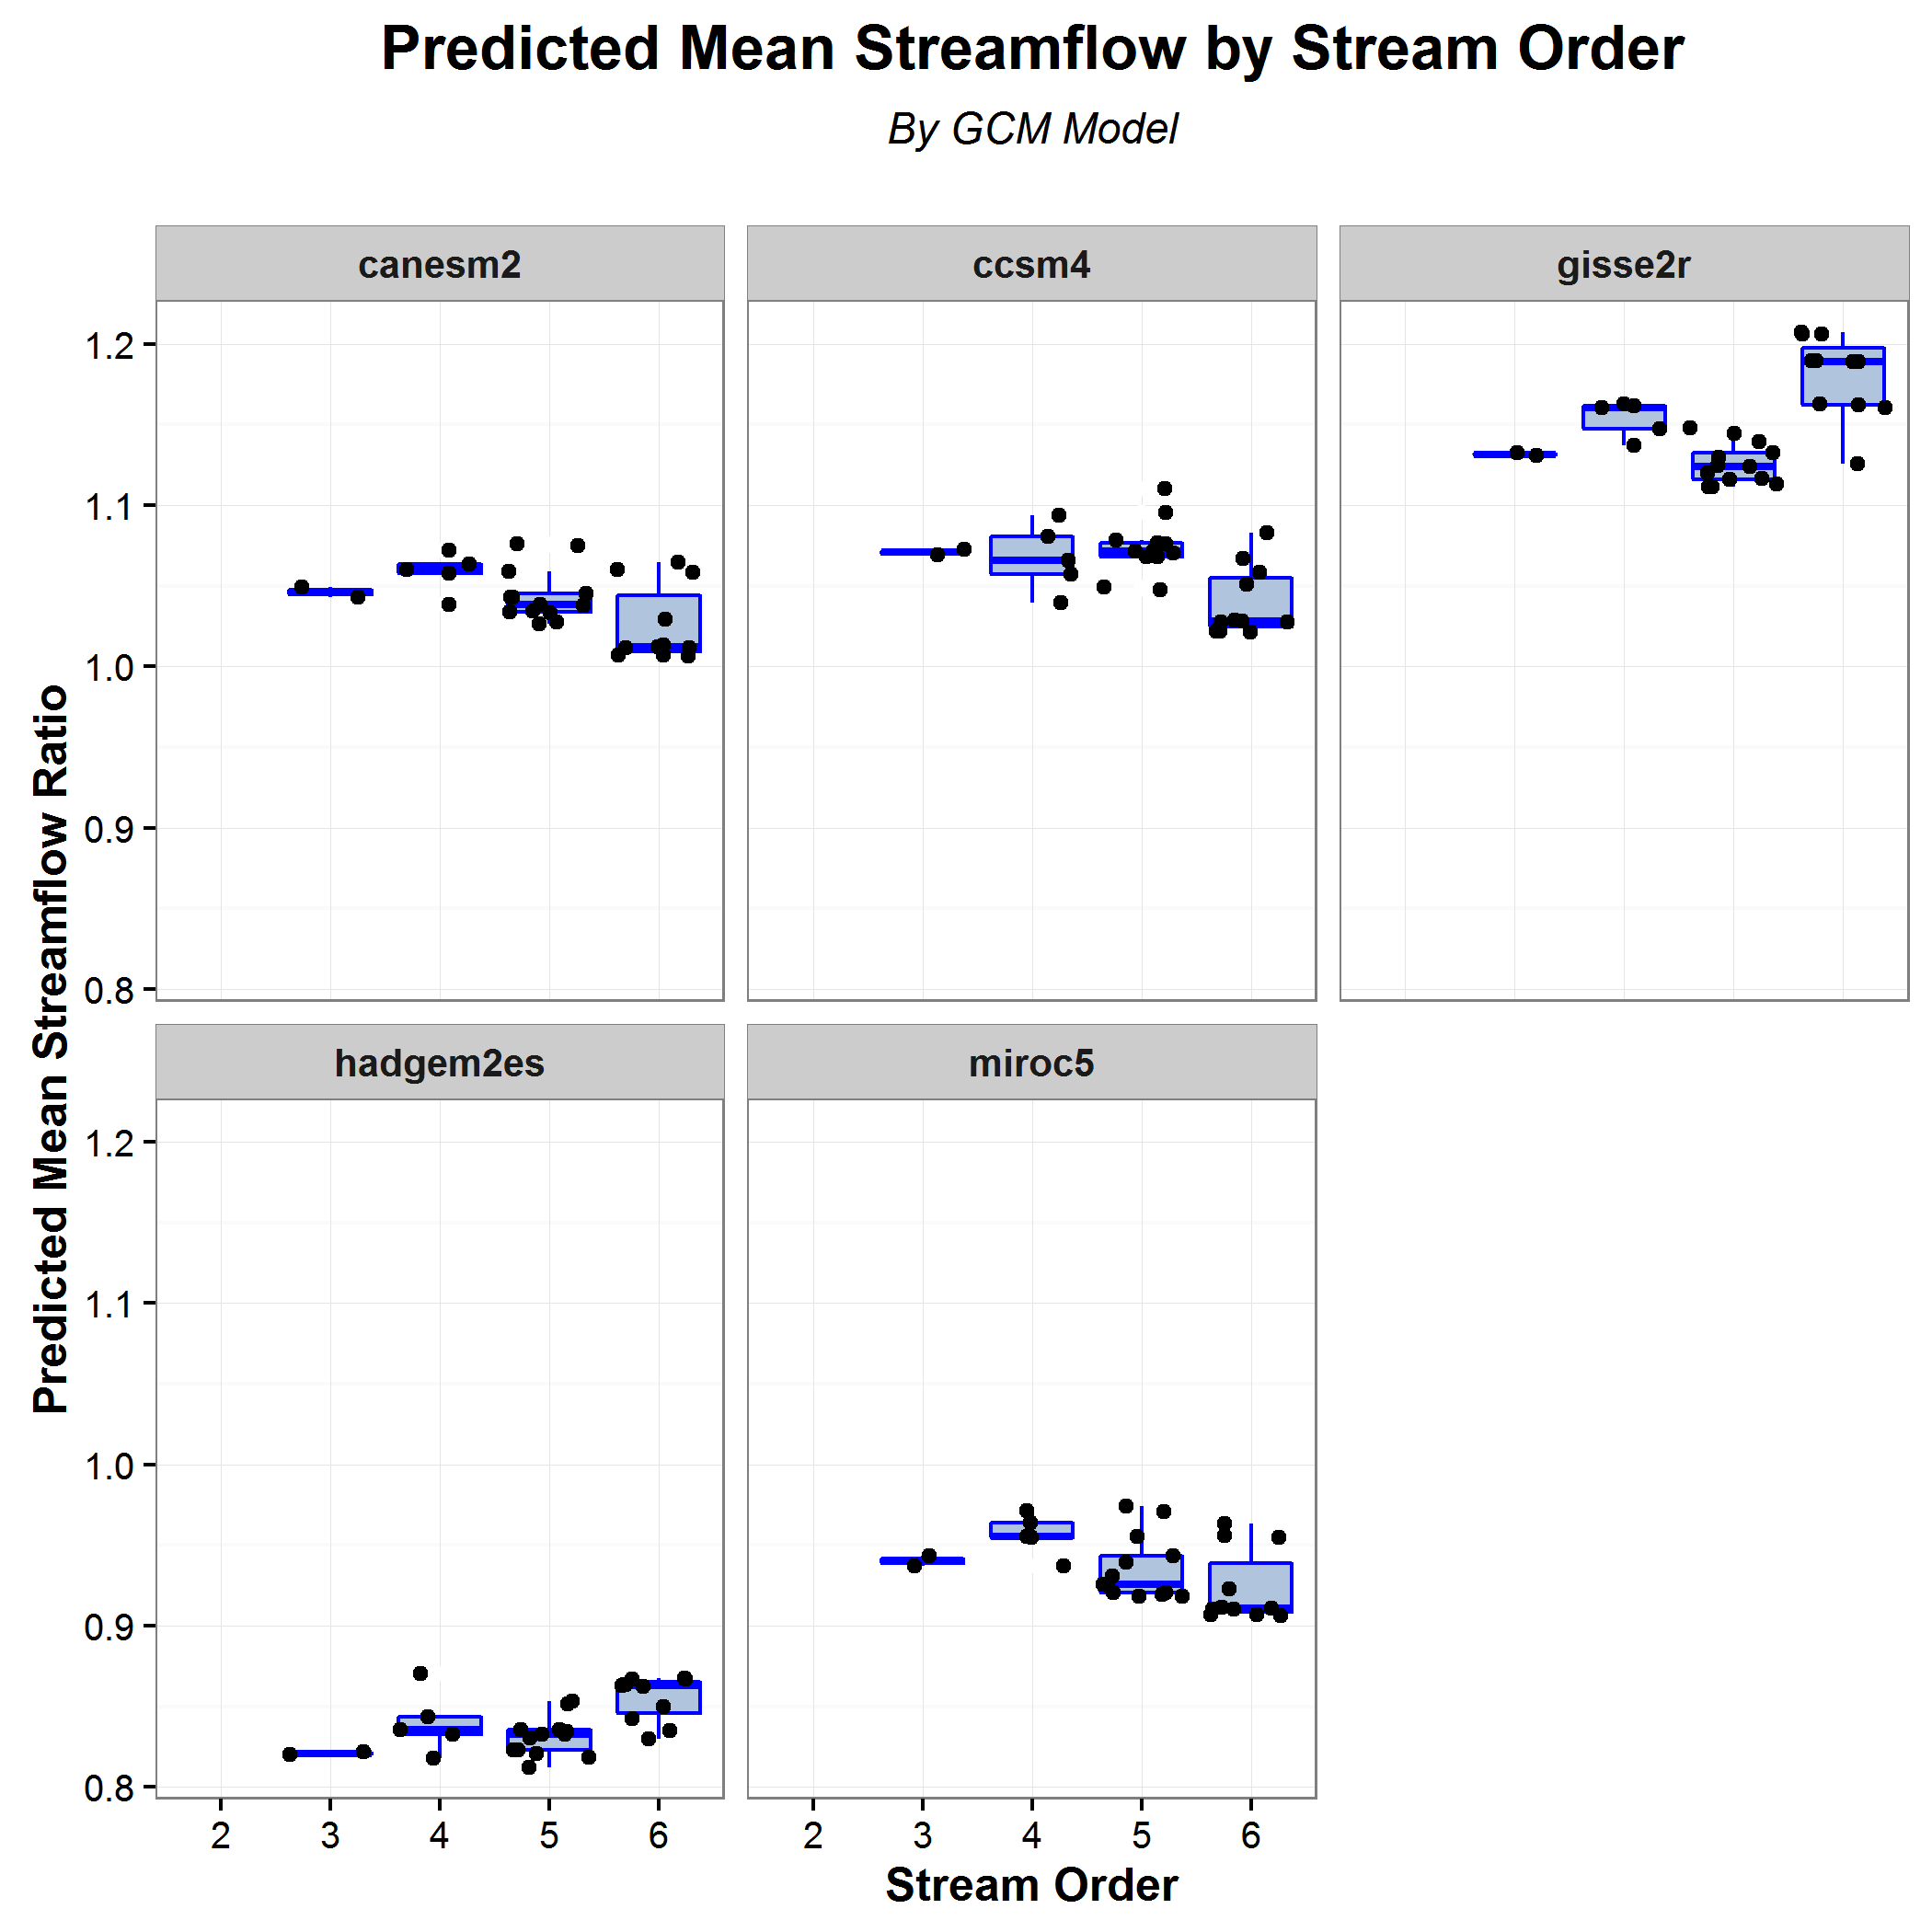 Predicted Mean Streamflow by Stream Order
By GCM Model
canesm2
ccsm4
gisse2r
1.2
1.1
1.0
0.9
0.8
Predicted Mean Streamflow Ratio
hadgem2es
miroc5
1.2
1.1
1.0
0.9
0.8
2 3 4 5 6
2 3 4 5 6
Stream Order